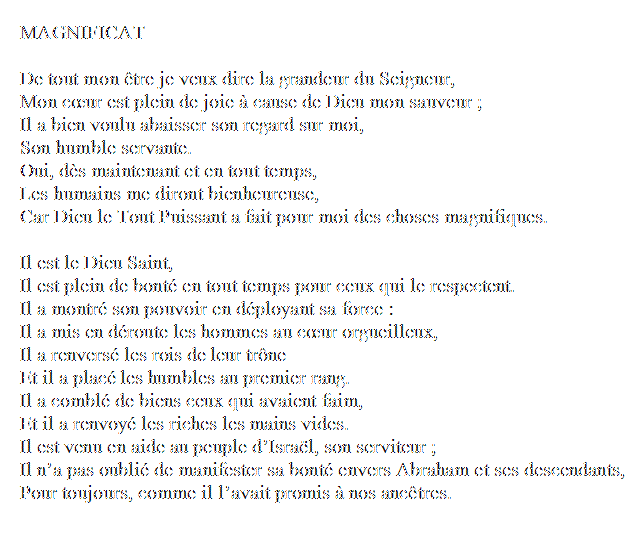 MAGNIFICAT
De tout mon être je veux dire la grandeur du Seigneur,
Mon cœur est plein de joie à cause de Dieu mon sauveur ;
Il a bien voulu abaisser son regard sur moi,
Son humble servante.
Oui, dès maintenant et en tout temps,
Les humains me diront bienheureuse,
Car Dieu le Tout Puissant a fait pour moi des choses magnifiques.
Il est le Dieu Saint,
Il est plein de bonté en tout temps pour ceux qui le respectent.
Il a montré son pouvoir en déployant sa force :
Il a mis en déroute les hommes au cœur orgueilleux,
Il a renversé les rois de leur trône
Et il a placé les humbles au premier rang.
Il a comblé de biens ceux qui avaient faim,
Et il a renvoyé les riches les mains vides.
Il est venu en aide au peuple d'Israël, son serviteur ;
Il n'a pas oublié de manifester sa bonté envers Abraham et ses descendants,
Pour toujours, comme il l'avait promis à nos ancêtres.